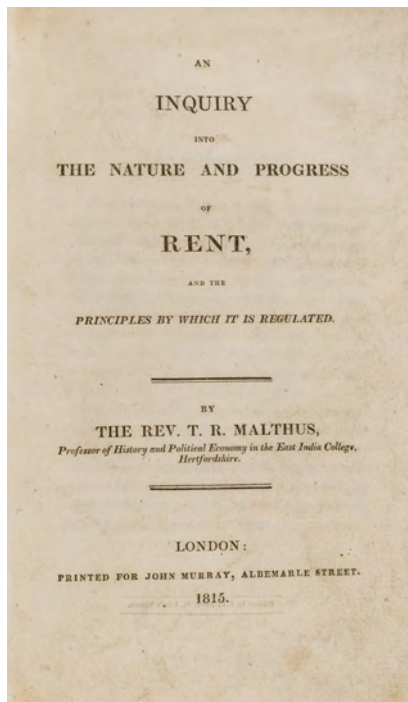 AN
INQUIRY
INTO
THE NATURE AND PROGRESS
OF
RENT,
AND THE
PRINCIPLES BY WHICH IT IS REGULATED.
BY
THE REV. T. R. MALTHUS,
Professor of History and Political Economy in the East India College,
Hertfordshire.
LONDON:
PRINTED FOR JOHN MURRAY, ALBEMARLE STREET.
1815.